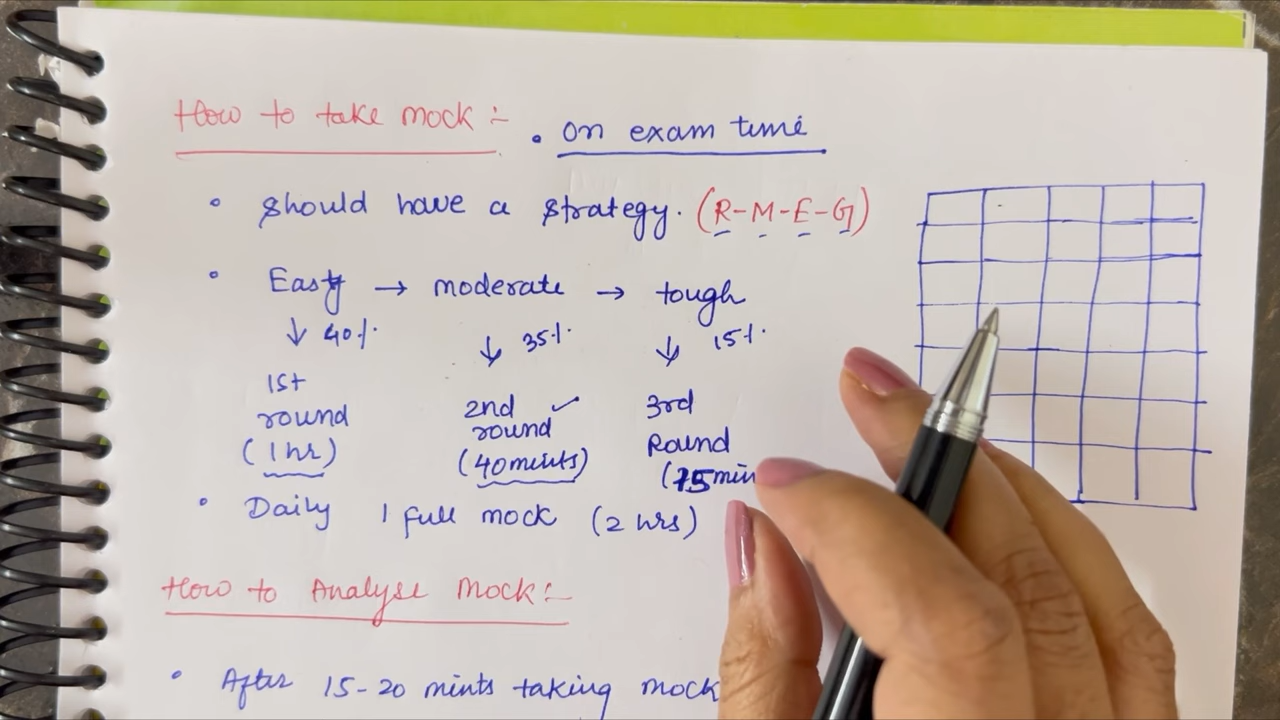 How to take mock :- • on exam time
• should have a strategy. (R-M-E-G)
• Easy → moderate → tough
↓ 40% ↓ 35% ↓ 15%
1st round (1 hr)
2nd round ✓ (40 mints)
3rd Round (15 min
• Daily 1 full mock (2 hrs)
How to Analyse Mock :-
• After 15-20 mints taking mock